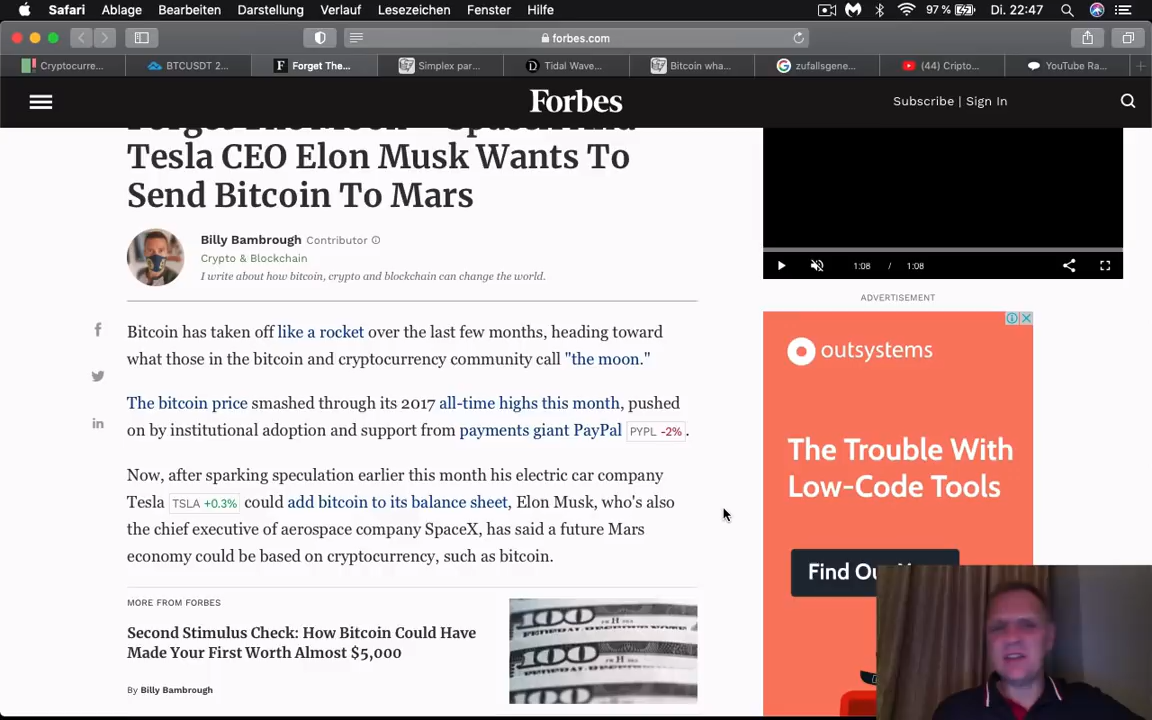 Safari Ablage Bearbeiten Darstellung Verlauf Lesezeichen Fenster Hilfe 97 % Di. 22:47
forbes.com
Cryptocurre... BTCUSDT 2... Forget The... Simplex par... Tidal Wave... Bitcoin wha... zufallsgene... (44) Cripto... YouTube Ra...
Forbes
Subscribe | Sign In
Tesla CEO Elon Musk Wants To
Send Bitcoin To Mars
Billy Bambrough Contributor
Crypto & Blockchain
I write about how bitcoin, crypto and blockchain can change the world.
Bitcoin has taken off like a rocket over the last few months, heading toward
what those in the bitcoin and cryptocurrency community call "the moon."
The bitcoin price smashed through its 2017 all-time highs this month, pushed
on by institutional adoption and support from payments giant PayPal PYPL -2% .
Now, after sparking speculation earlier this month his electric car company
Tesla TSLA +0.3% could add bitcoin to its balance sheet, Elon Musk, who's also
the chief executive of aerospace company SpaceX, has said a future Mars
economy could be based on cryptocurrency, such as bitcoin.
MORE FROM FORBES
Second Stimulus Check: How Bitcoin Could Have
Made Your First Worth Almost $5,000
By Billy Bambrough
100
FEDERAL RESERVE NOTE
100
100
1:08 / 1:08
ADVERTISEMENT
outsystems
The Trouble With
Low-Code Tools
Find Ou